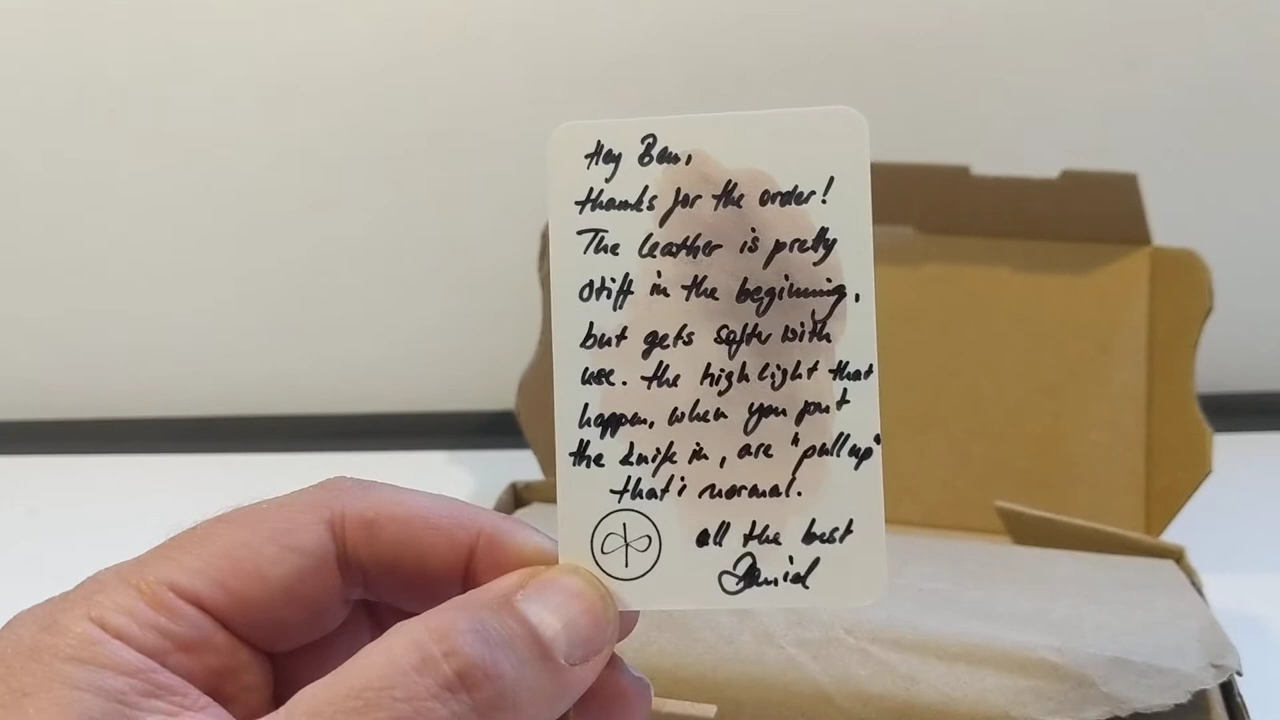 Hey Ben,
thanks for the order!
The leather is pretty
stiff in the beginning,
but gets softer with
use. the highlight that
happen, when you put
the knife in, are "pull up"
that's normal.
all the best
Daniel